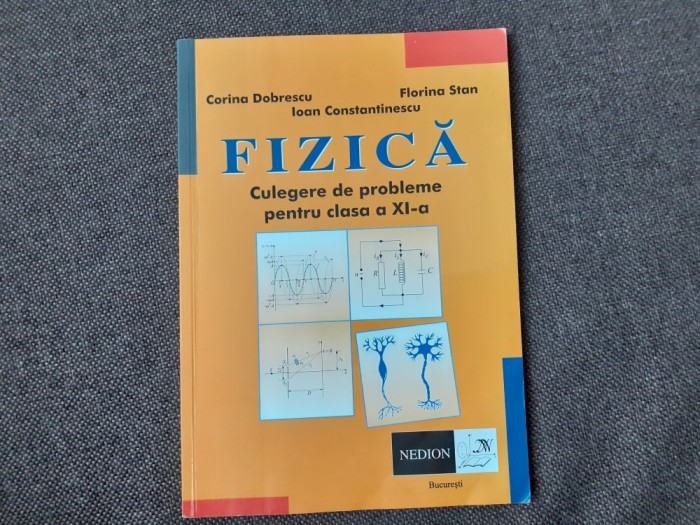 Corina Dobrescu
Florina Stan
Ioan Constantinescu
FIZICĂ
Culegere de probleme
pentru clasa a XI-a
R
L
C
D
NEDION
București